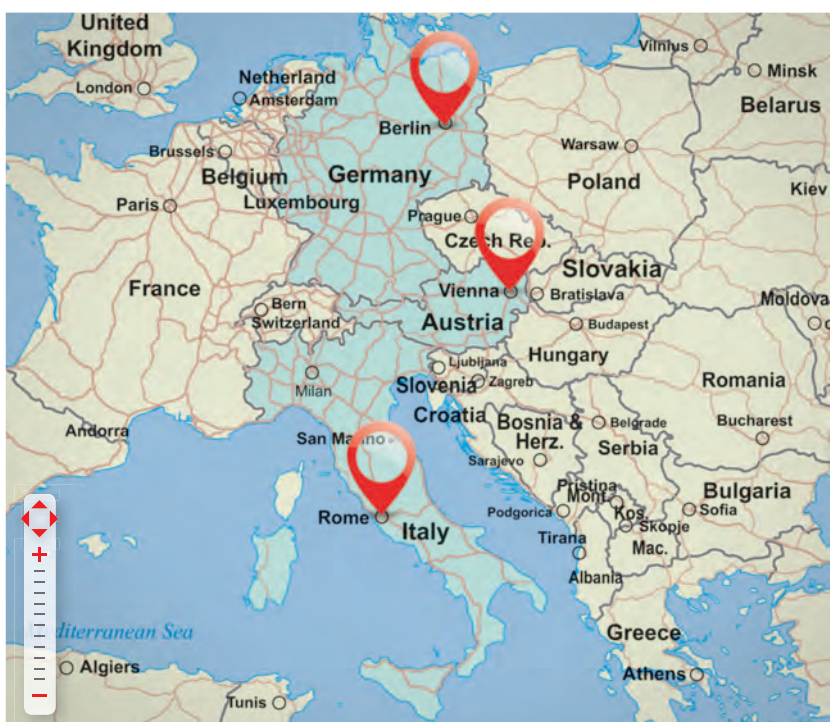 United
Kingdom
London
Netherland
Amsterdam
Berlin
Vilnius
Minsk
Belarus
Brussels
Belgium
Germany
Warsaw
Poland
Luxembourg
Kiev
Paris
Prague
Czech Rep.
Slovakia
France
Vienna
Bratislava
Moldova
Bern
Switzerland
Austria
Budapest
Hungary
Ljubljana
Milan
Slovenia
Zagreb
Romania
Croatia
Bosnia &
Herz.
Belgrade
Bucharest
Andorra
San Marino
Serbia
Sarajevo
Pristina
Mont.
Bulgaria
Podgorica
Kos.
Sofia
Rome
Italy
Skopje
Tirana
Mac.
Albania
Mediterranean Sea
Greece
Algiers
Athens
Tunis